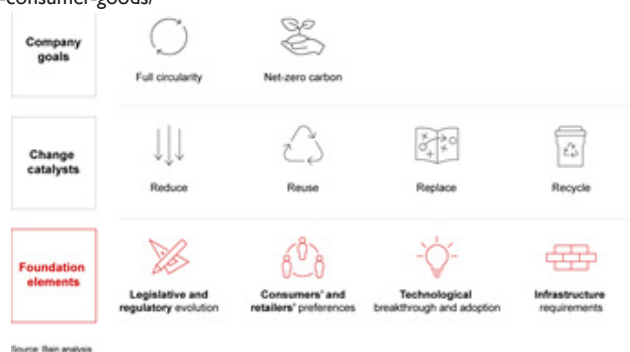 -consumer-goods/
Company
goals
Full circularity
Net-zero carbon
Change
catalysts
Reduce
Reuse
Replace
Recycle
Foundation
elements
Legislative and
regulatory evolution
Consumers' and
retailers' preferences
Technological
breakthrough and adoption
Infrastructure
requirements
Source: Bain analysis